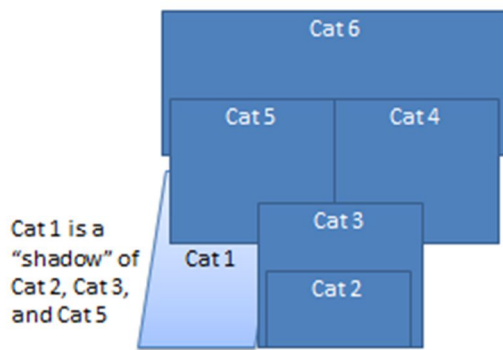 Cat 6
Cat 5
Cat 4
Cat 3
Cat 1 is a
"shadow" of
Cat 2, Cat 3,
and Cat 5
Cat 1
Cat 2